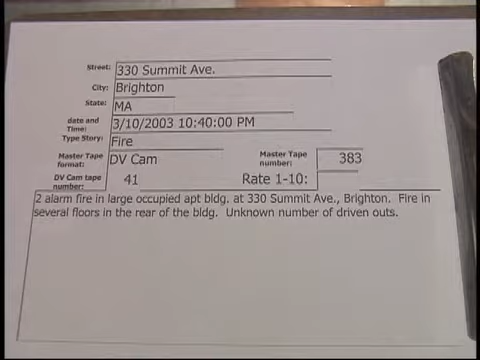 Street: 330 Summit Ave.
City: Brighton
State: MA
date and Time: 3/10/2003 10:40:00 PM
Type Story: Fire
Master Tape format: DV Cam Master Tape number: 383
DV Cam tape number: 41 Rate 1-10:
2 alarm fire in large occupied apt bldg. at 330 Summit Ave., Brighton. Fire in
several floors in the rear of the bldg. Unknown number of driven outs.